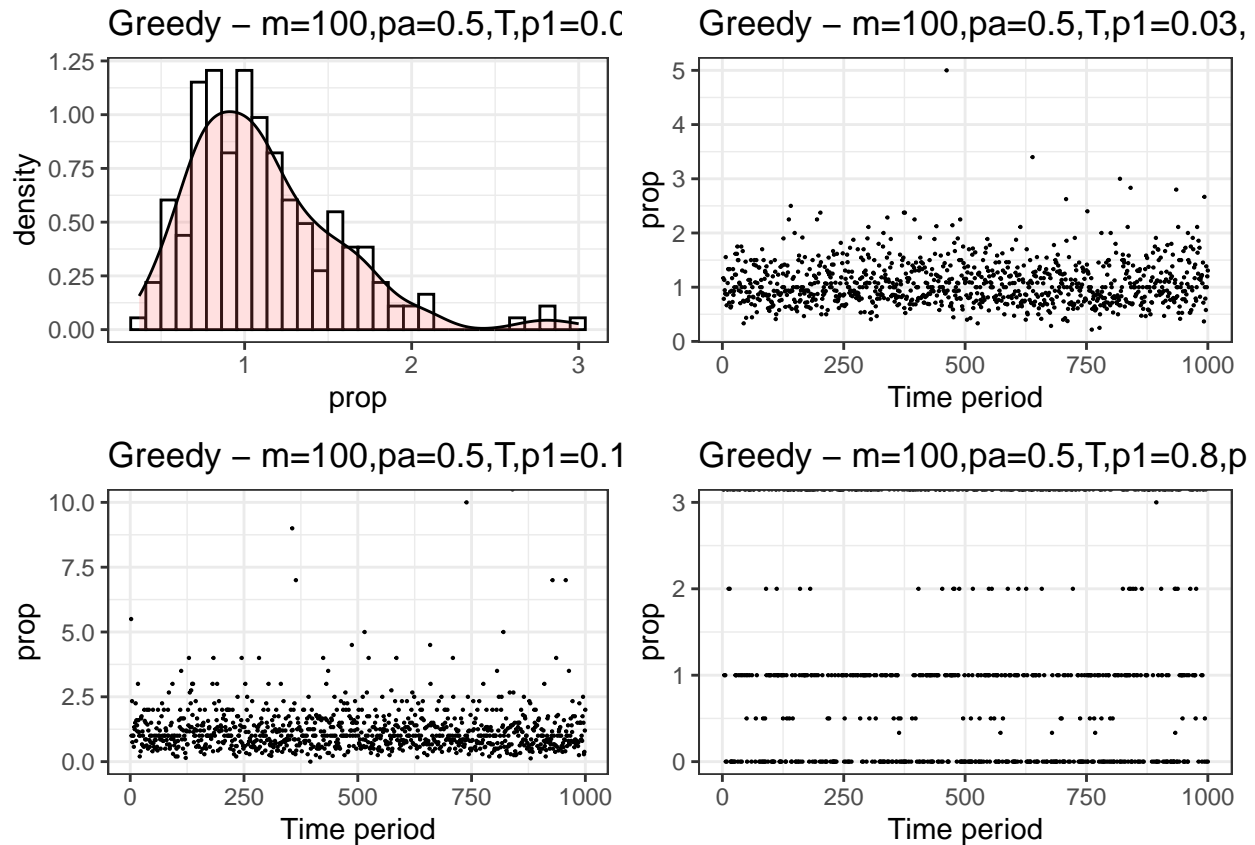 Greedy – m=100,pa=0.5,T,p1=0.0
density
1.25
1.00
0.75
0.50
0.25
0.00
1 2 3
prop
Greedy – m=100,pa=0.5,T,p1=0.03,
prop
5
4
3
2
1
0
0 250 500 750 1000
Time period
Greedy – m=100,pa=0.5,T,p1=0.1
prop
10.0
7.5
5.0
2.5
0.0
0 250 500 750 1000
Time period
Greedy – m=100,pa=0.5,T,p1=0.8,p
prop
3
2
1
0
0 250 500 750 1000
Time period